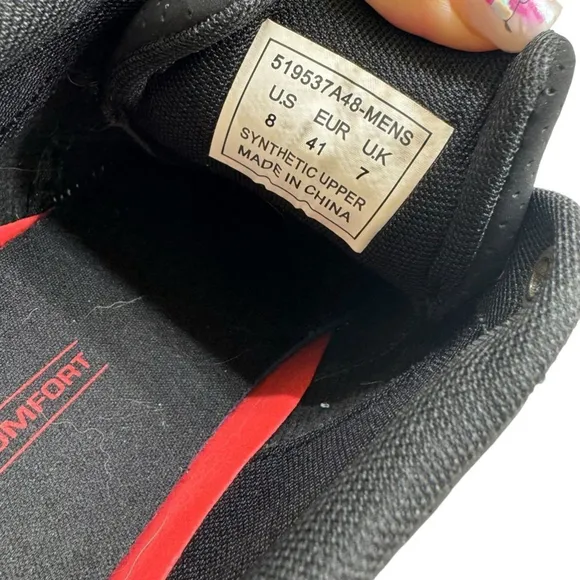 519537A48-MENS
U.S EUR U.K
8 41 7
SYNTHETIC UPPER
MADE IN CHINA